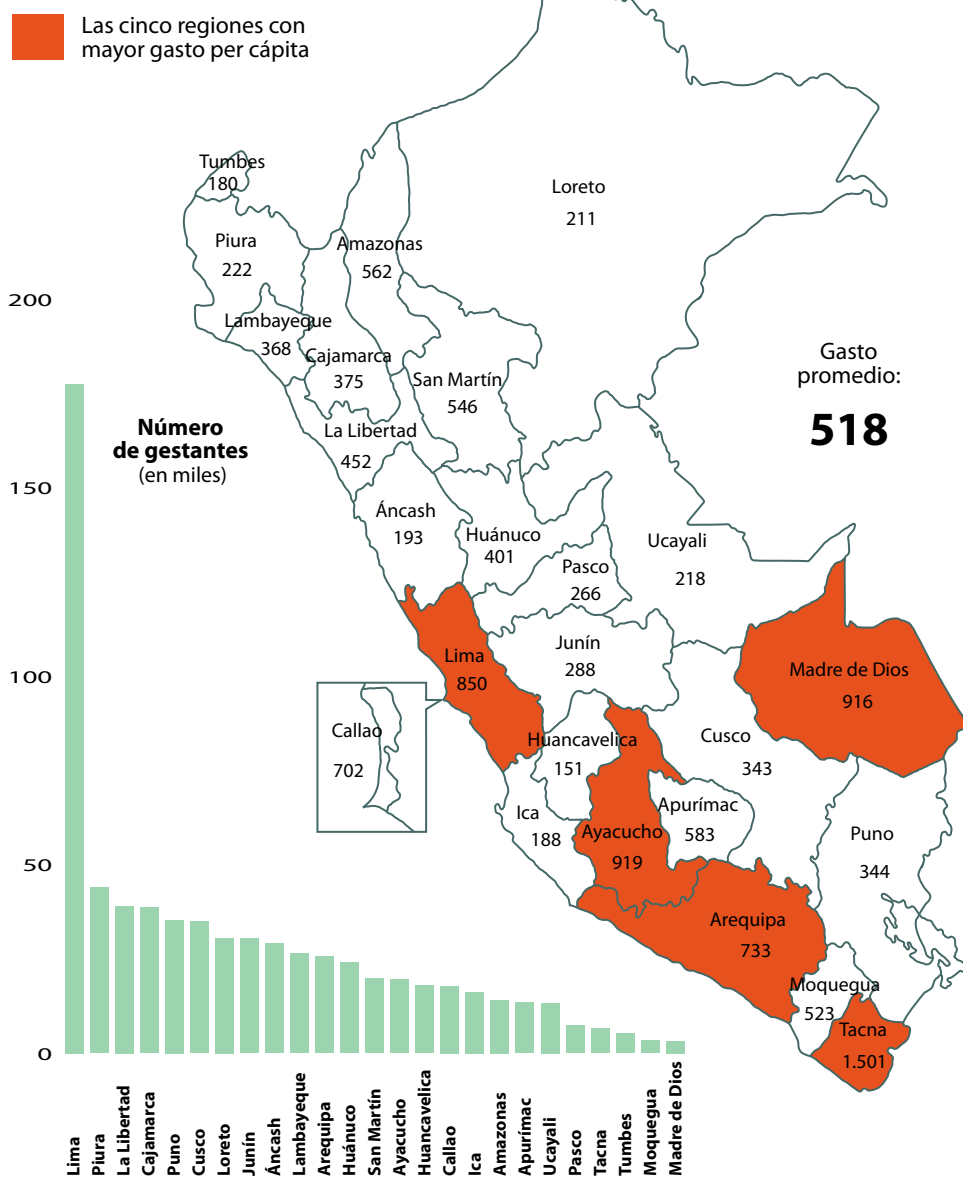 Las cinco regiones con
mayor gasto per cápita
Tumbes
180
Loreto
211
Piura
222
Amazonas
562
Lambayeque
368
Cajamarca
375
San Martín
546
La Libertad
452
Gasto
promedio:
518
Áncash
193
Huánuco
401
Pasco
266
Ucayali
218
Lima
850
Junín
288
Madre de Dios
916
Callao
702
Huancavelica
151
Cusco
343
Ica
188
Ayacucho
919
Apurímac
583
Puno
344
Arequipa
733
Moquegua
523
Tacna
1.501
Número
de gestantes
(en miles)
200
150
100
50
0
Lima
Piura
La Libertad
Cajamarca
Puno
Cusco
Loreto
Junín
Áncash
Lambayeque
Arequipa
Huánuco
San Martín
Ayacucho
Huancavelica
Callao
Ica
Amazonas
Apurímac
Ucayali
Pasco
Tacna
Tumbes
Moquegua
Madre de Dios